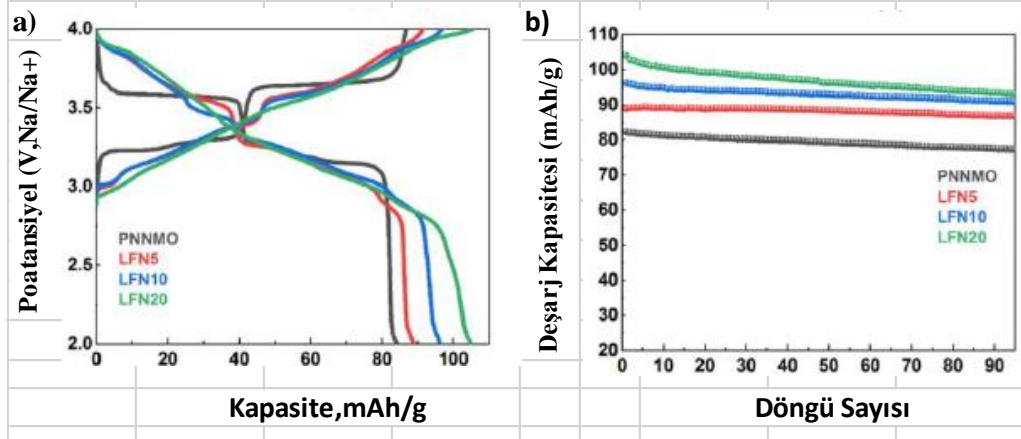 a)
Poatansiyel (V,Na/Na+)
4.0
3.5
3.0
2.5
2.0
PNNMO
LFN5
LFN10
LFN20
0 20 40 60 80 100
Kapasite,mAh/g
b)
Deşarj Kapasitesi (mAh/g)
110
100
90
80
70
60
50
40
30
20
PNNMO
LFN5
LFN10
LFN20
0 10 20 30 40 50 60 70 80 90
Döngü Sayısı